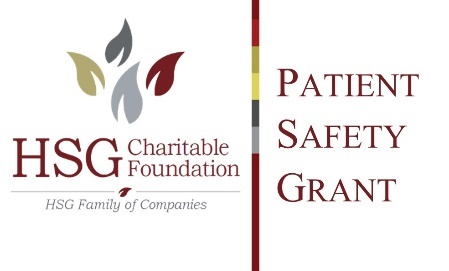 HSG Charitable
Foundation
HSG Family of Companies
PATIENT
SAFETY
GRANT